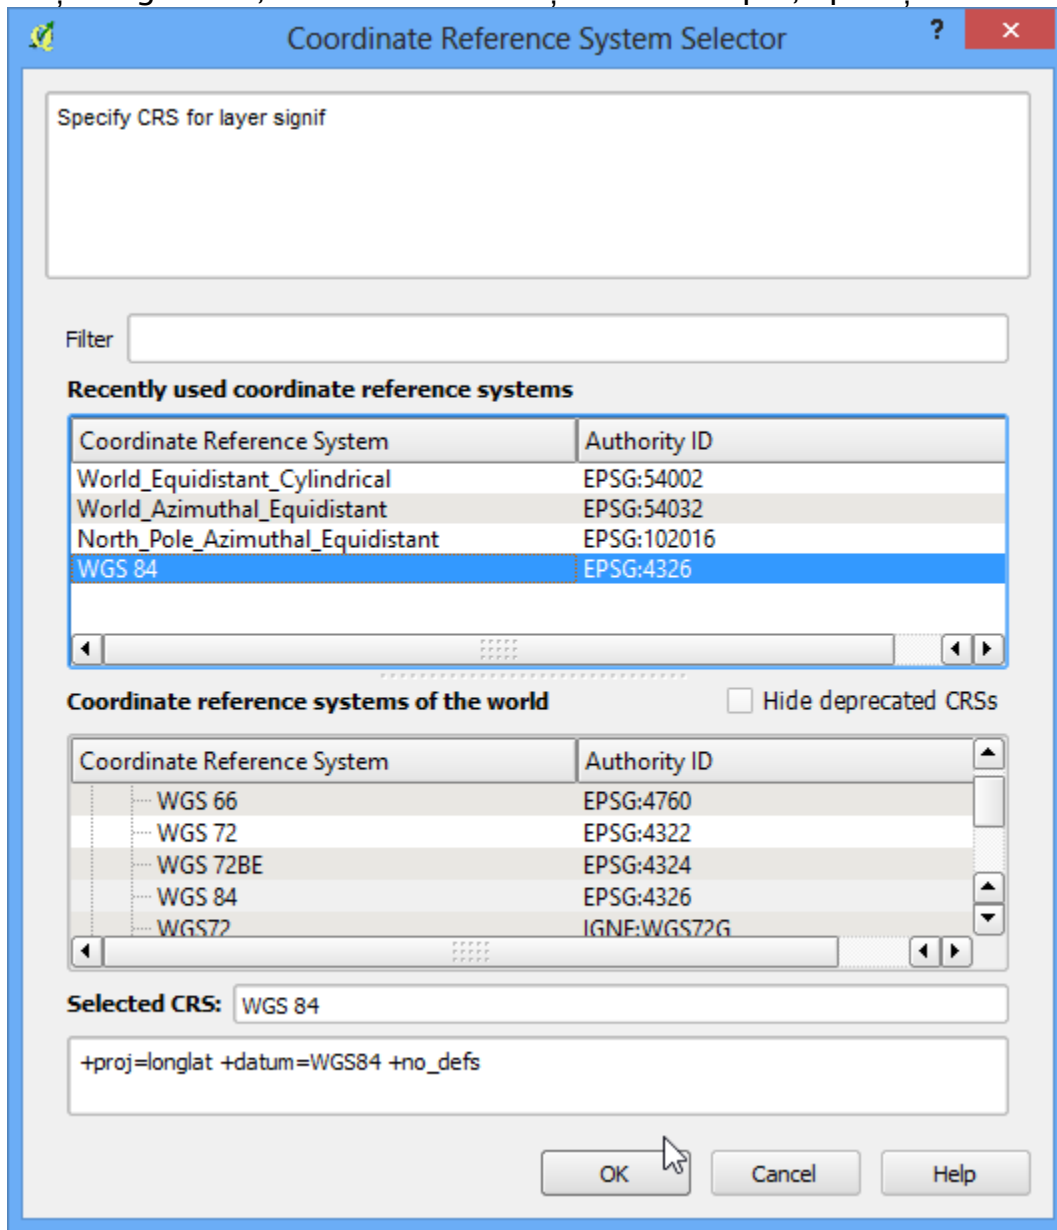 Coordinate Reference System Selector ? ×
Specify CRS for layer signif
Filter
Recently used coordinate reference systems
Coordinate Reference System Authority ID
World_Equidistant_Cylindrical EPSG:54002
World_Azimuthal_Equidistant EPSG:54032
North_Pole_Azimuthal_Equidistant EPSG:102016
WGS 84 EPSG:4326
Coordinate reference systems of the world Hide deprecated CRSs
Coordinate Reference System Authority ID
WGS 66 EPSG:4760
WGS 72 EPSG:4322
WGS 72BE EPSG:4324
WGS 84 EPSG:4326
WGS72 IGNF:WGS72G
Selected CRS: WGS 84
+proj=longlat +datum=WGS84 +no_defs
OK Cancel Help